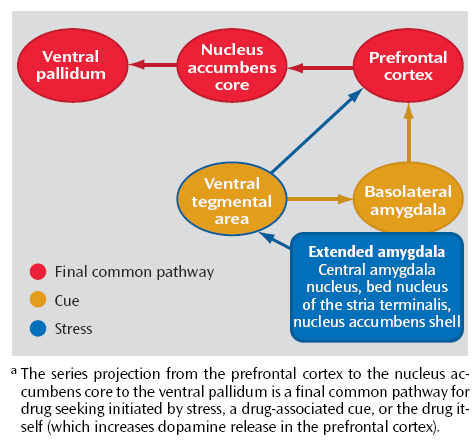 Ventral
pallidum
Nucleus
accumbens
core
Prefrontal
cortex
Ventral
tegmental
area
Basolateral
amygdala
Extended amygdala
Central amygdala
nucleus, bed nucleus
of the stria terminalis,
nucleus accumbens shell
Final common pathway
Cue
Stress
a The series projection from the prefrontal cortex to the nucleus ac-
cumbens core to the ventral pallidum is a final common pathway for
drug seeking initiated by stress, a drug-associated cue, or the drug it-
self (which increases dopamine release in the prefrontal cortex).